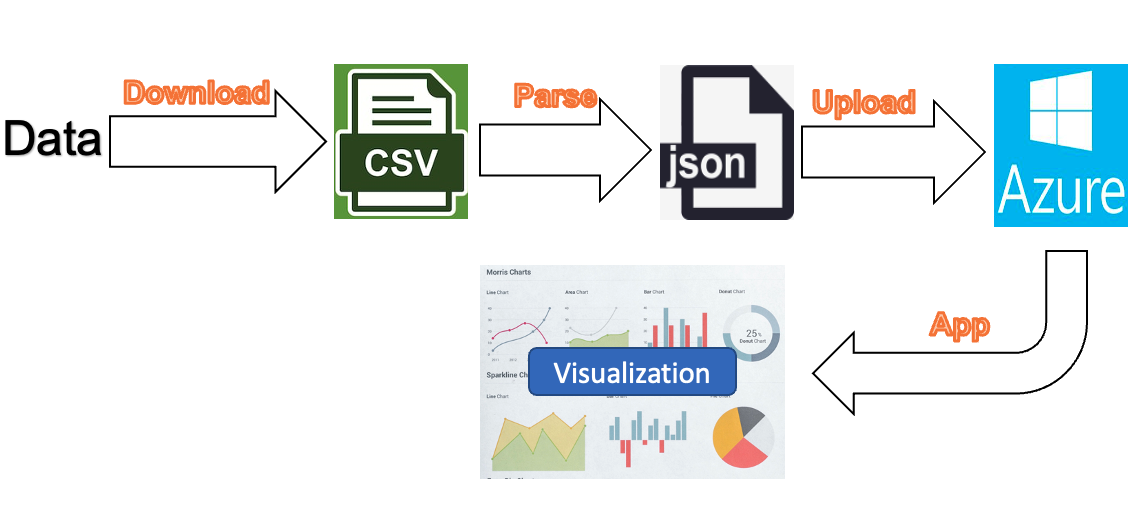 Download
Parse
Upload
Data
CSV
json
Azure
App
Morris Charts
Line Chart
Area Chart
Bar Chart
Donut Chart
25%
Donut Chart
Visualization
Sparkline
Line Chart
Chart